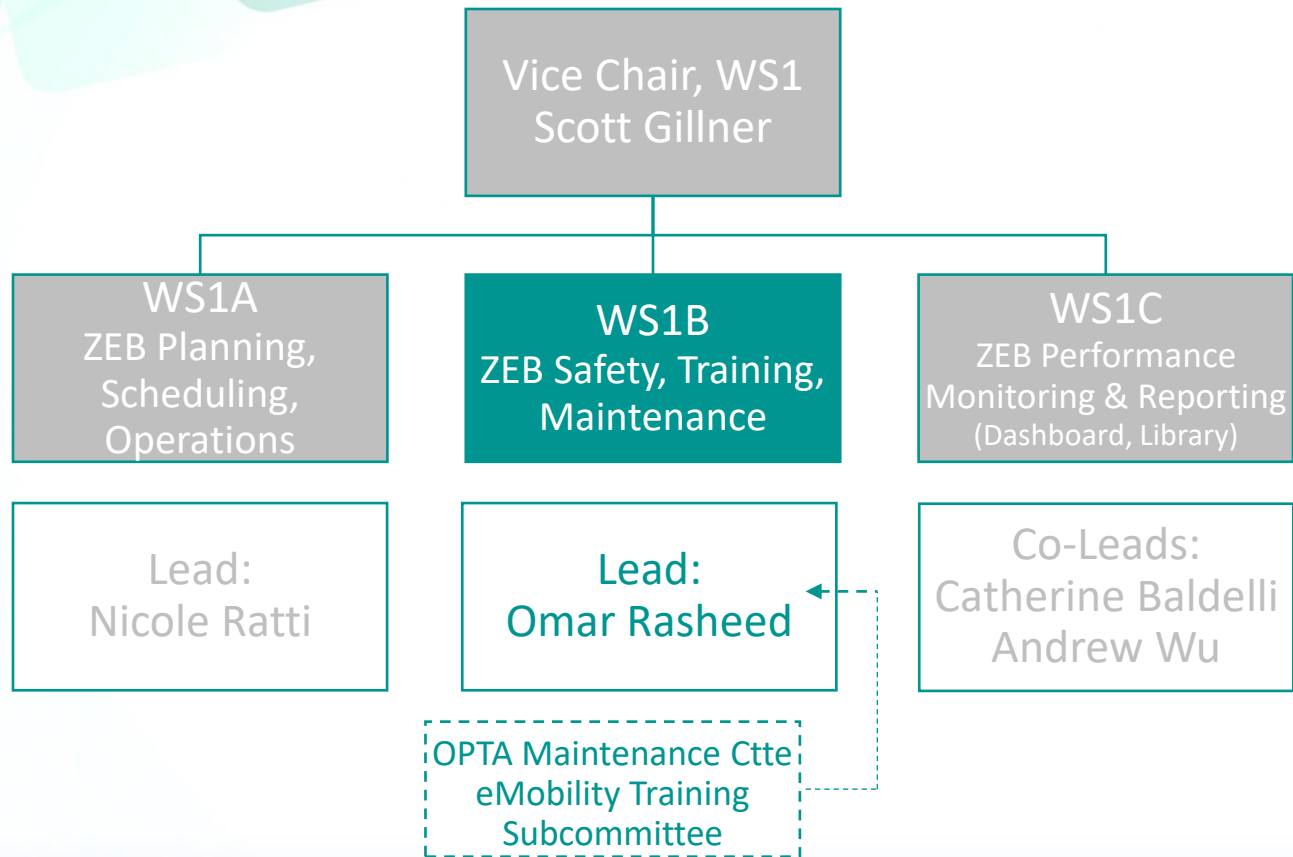 Vice Chair, WS1
Scott Gillner
WS1A
ZEB Planning,
Scheduling,
Operations
WS1B
ZEB Safety, Training,
Maintenance
WS1C
ZEB Performance
Monitoring & Reporting
(Dashboard, Library)
Lead:
Nicole Ratti
Lead:
Omar Rasheed
Co-Leads:
Catherine Baldelli
Andrew Wu
OPTA Maintenance Ctte
eMobility Training
Subcommittee